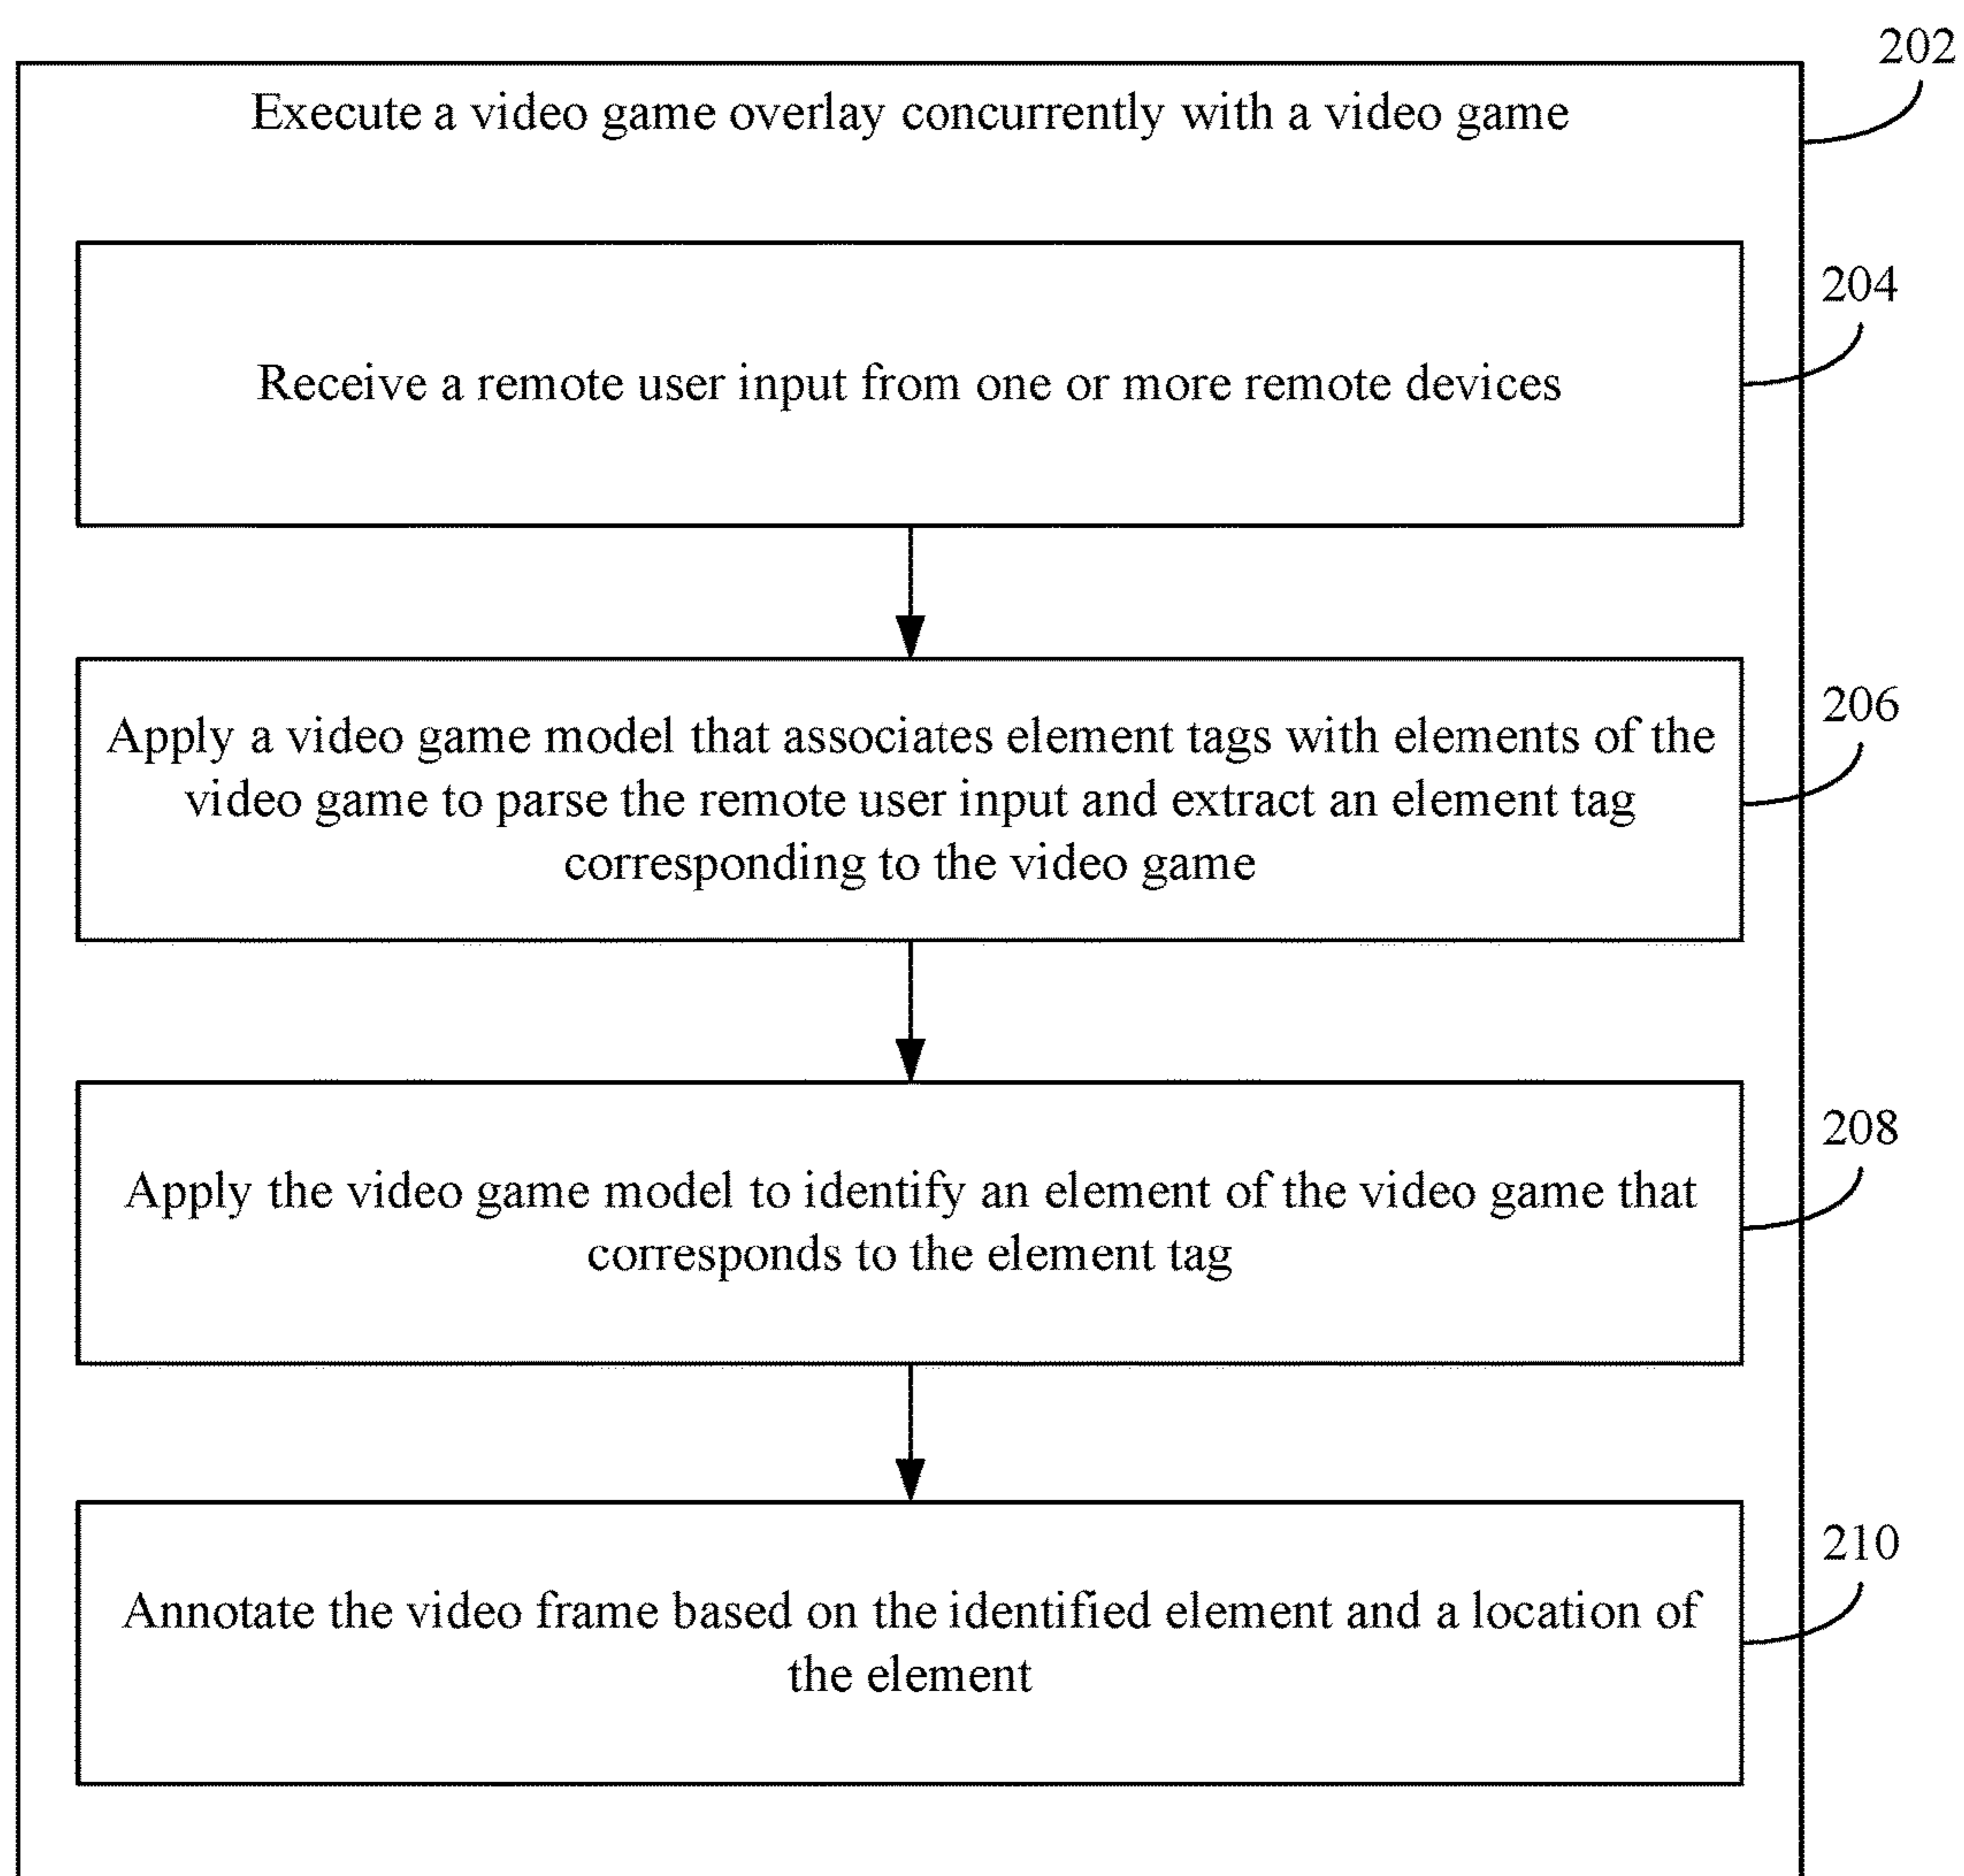 202
Execute a video game overlay concurrently with a video game
204
Receive a remote user input from one or more remote devices
206
Apply a video game model that associates element tags with elements of the
video game to parse the remote user input and extract an element tag
corresponding to the video game
208
Apply the video game model to identify an element of the video game that
corresponds to the element tag
210
Annotate the video frame based on the identified element and a location of
the element